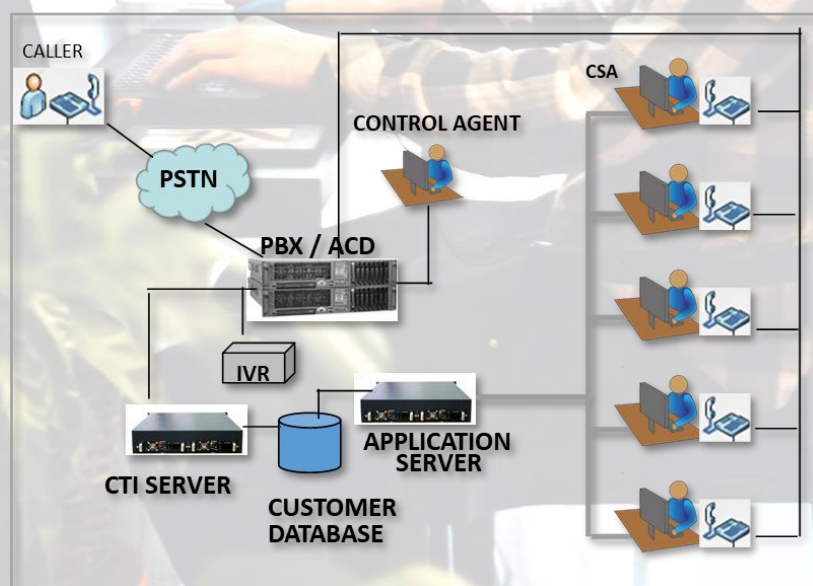 CALLER
CSA
CONTROL AGENT
PSTN
PBX / ACD
IVR
APPLICATION
SERVER
CTI SERVER
CUSTOMER
DATABASE